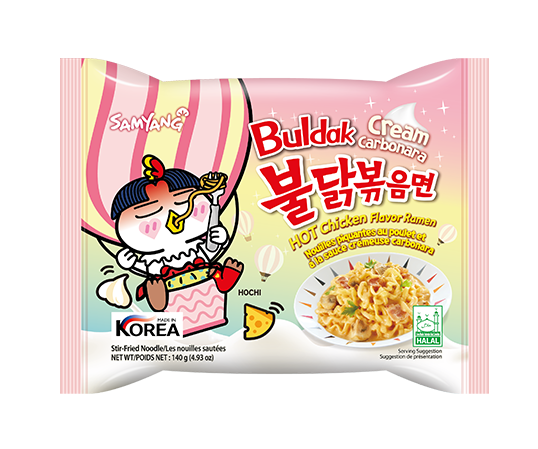 SAMYANG
Buldak Cream
carbonara
불닭볶음면
HOT Chicken Flavor Ramen
Nouilles piquantes au poulet et
à la sauce crémeuse carbonara
HOCHI
MADE IN
KOREA
Stir-Fried Noodle/Les nouilles sautées
NET WT/POIDS NET : 140 g (4.93 oz)
HALAL
Serving Suggestion
Suggestion de présentation